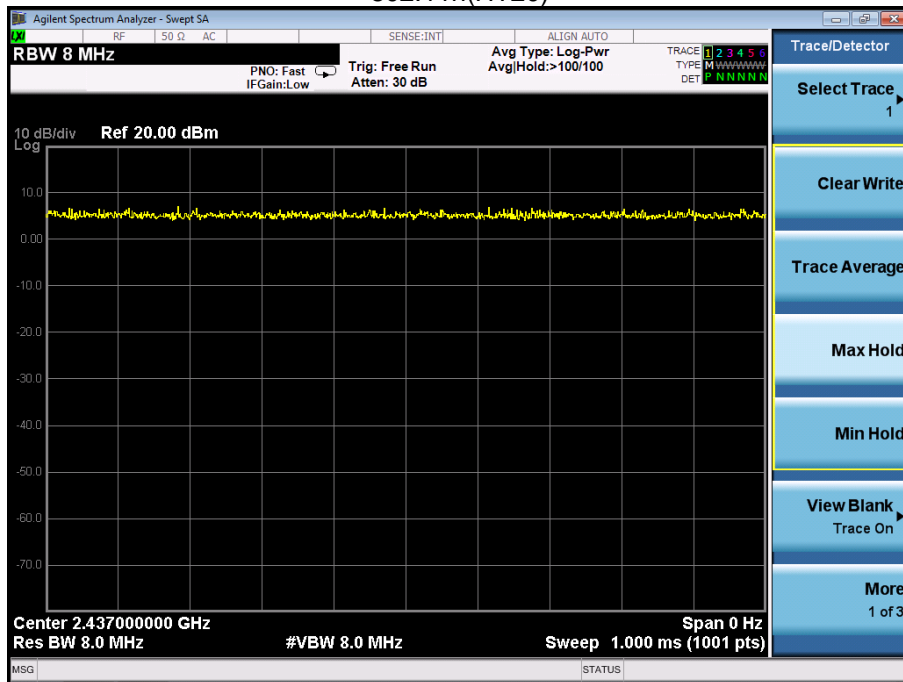 Agilent Spectrum Analyzer - Swept SA
LXI RF 50 Ω AC SENSE:INT ALIGN AUTO
RBW 8 MHz
PNO: Fast
IFGain:Low
Trig: Free Run
Atten: 30 dB
Avg Type: Log-Pwr
Avg|Hold:>100/100
TRACE 1 2 3 4 5 6
TYPE M WWWWW
DET P N N N N N
10 dB/div Ref 20.00 dBm
Log
10.0
0.00
-10.0
-20.0
-30.0
-40.0
-50.0
-60.0
-70.0
Center 2.437000000 GHz Span 0 Hz
Res BW 8.0 MHz #VBW 8.0 MHz Sweep 1.000 ms (1001 pts)
MSG STATUS
Trace/Detector
Select Trace
1
Clear Write
Trace Average
Max Hold
Min Hold
View Blank
Trace On
More
1 of 3